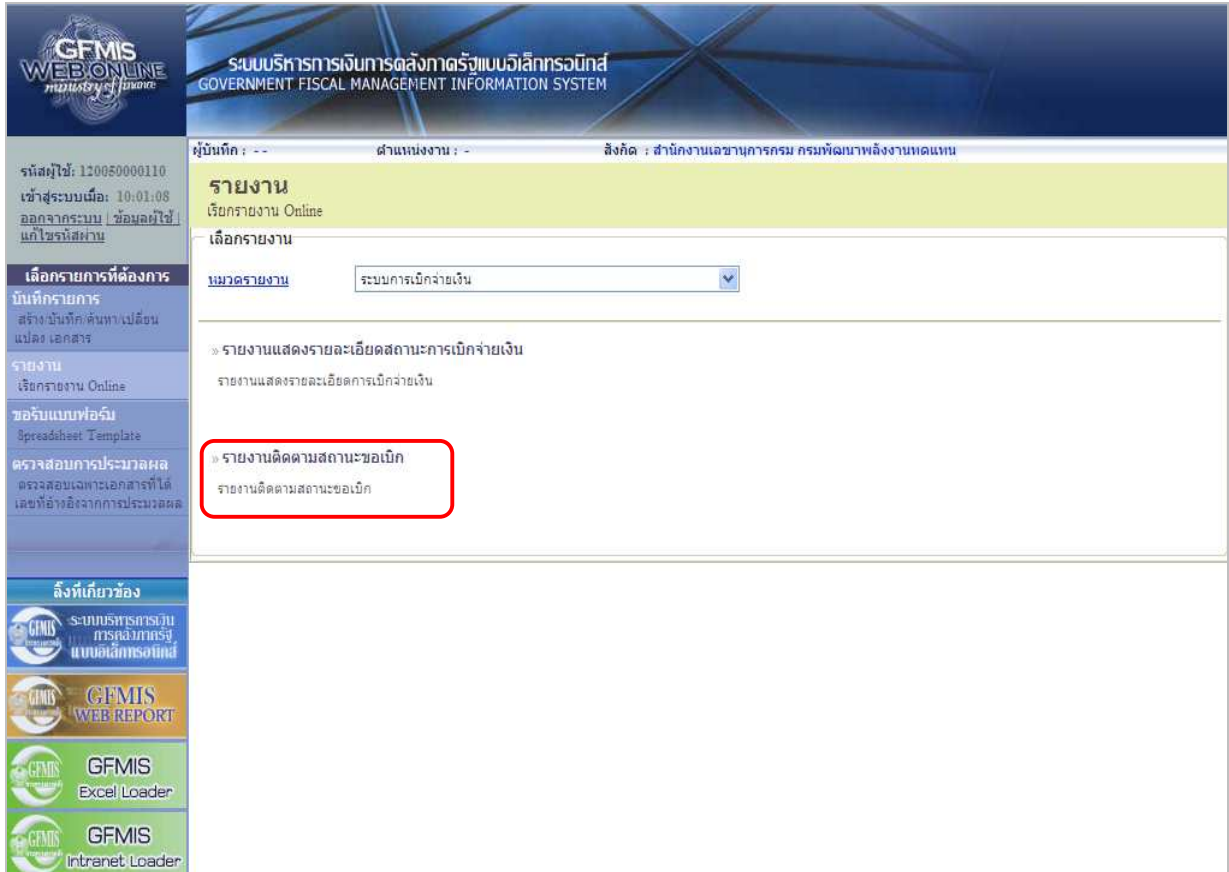 GFMIS
WEB ONLINE
ministry of finance
ระบบบริหารการเงินการคลังภาครัฐแบบอิเล็กทรอนิกส์
GOVERNMENT FISCAL MANAGEMENT INFORMATION SYSTEM
ผู้บันทึก : - - ตำแหน่งงาน : - สังกัด : สำนักงานเลขานุการกรม กรมพัฒนาพลังงานทดแทน
รหัสผู้ใช้: 120050000110
เข้าสู่ระบบเมื่อ: 10:01:08
ออกจากระบบ | ข้อมูลผู้ใช้ |
แก้ไขรหัสผ่าน
รายงาน
เรียกรายงาน Online
เลือกรายงาน
หมวดรายงาน ระบบการเบิกจ่ายเงิน
» รายงานแสดงรายละเอียดสถานะการเบิกจ่ายเงิน
รายงานแสดงรายละเอียดการเบิกจ่ายเงิน
» รายงานติดตามสถานะขอเบิก
รายงานติดตามสถานะขอเบิก
เลือกรายการที่ต้องการ
บันทึกรายการ
สร้าง/บันทึก/ค้นหา/เปลี่ยน
แปลง เอกสาร
รายงาน
เรียกรายงาน Online
ขอรับแบบฟอร์ม
Spreadsheet Template
ตรวจสอบการประมวลผล
ตรวจสอบเฉพาะเอกสารที่ได้
เลขที่อ้างอิงจากการประมวลผล
ลิ้งที่เกี่ยวข้อง
GFMIS
ระบบบริหารการเงิน
การคลังภาครัฐ
แบบอิเล็กทรอนิกส์
GFMIS
GFMIS
WEB REPORT
GFMIS
GFMIS
Excel Loader
GFMIS
GFMIS
Intranet Loader